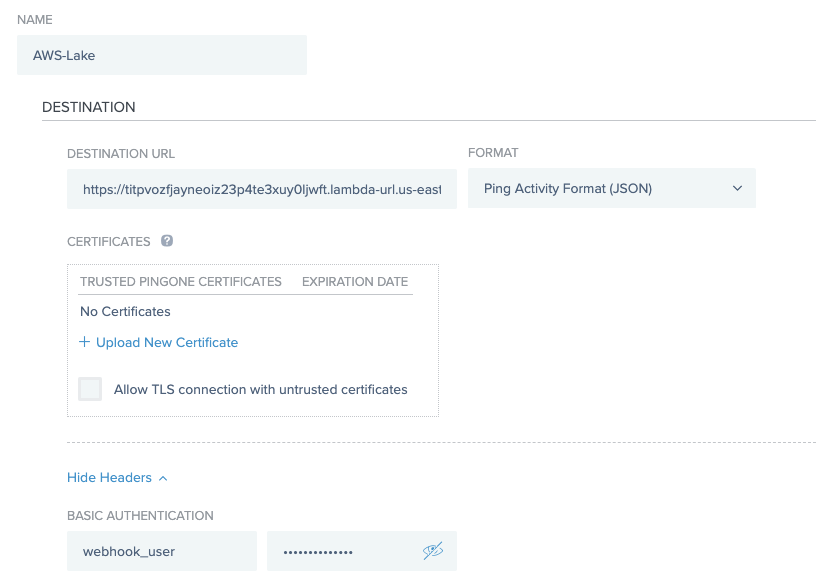 NAME
AWS-Lake
DESTINATION
DESTINATION URL
FORMAT
https://titpvozfjayneoiz23p4te3xuy0ljwft.lambda-url.us-east
Ping Activity Format (JSON)
CERTIFICATES ?
TRUSTED PINGONE CERTIFICATES EXPIRATION DATE
No Certificates
+ Upload New Certificate
Allow TLS connection with untrusted certificates
Hide Headers
BASIC AUTHENTICATION
webhook_user
••••••••••••••